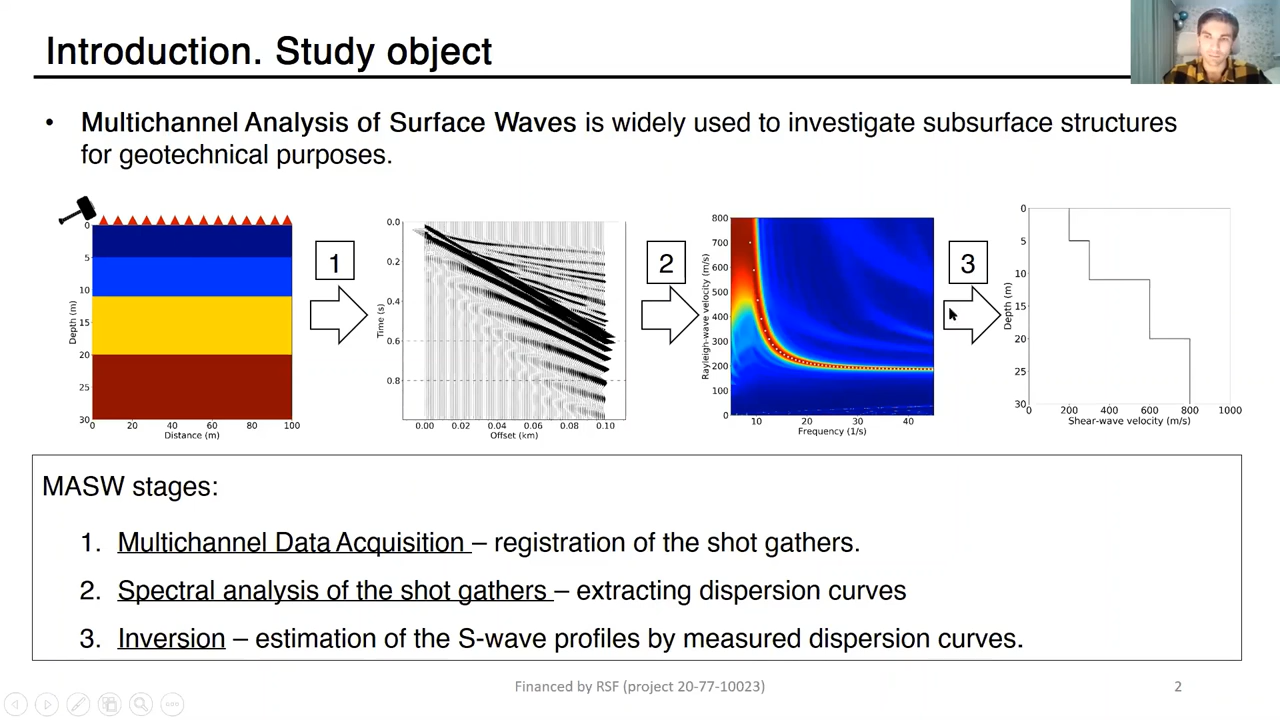 Introduction. Study object
• Multichannel Analysis of Surface Waves is widely used to investigate subsurface structures
for geotechnical purposes.
0
5
10
15
20
25
30
Depth (m)
0 20 40 60 80 100
Distance (m)
1
0.0
0.2
0.4
0.6
0.8
Time (s)
0.00 0.02 0.04 0.06 0.08 0.10
Offset (km)
2
800
700
600
500
400
300
200
100
0
Rayleigh-wave velocity (m/s)
10 20 30 40
Frequency (1/s)
3
0
5
10
15
20
25
30
Depth (m)
0 200 400 600 800 1000
Shear-wave velocity (m/s)
MASW stages:
1. Multichannel Data Acquisition – registration of the shot gathers.
2. Spectral analysis of the shot gathers – extracting dispersion curves
3. Inversion – estimation of the S-wave profiles by measured dispersion curves.
Financed by RSF (project 20-77-10023)
2